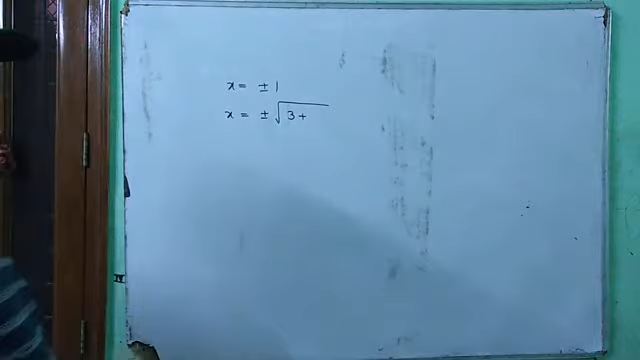 x = ± 1
x = ± √3 +